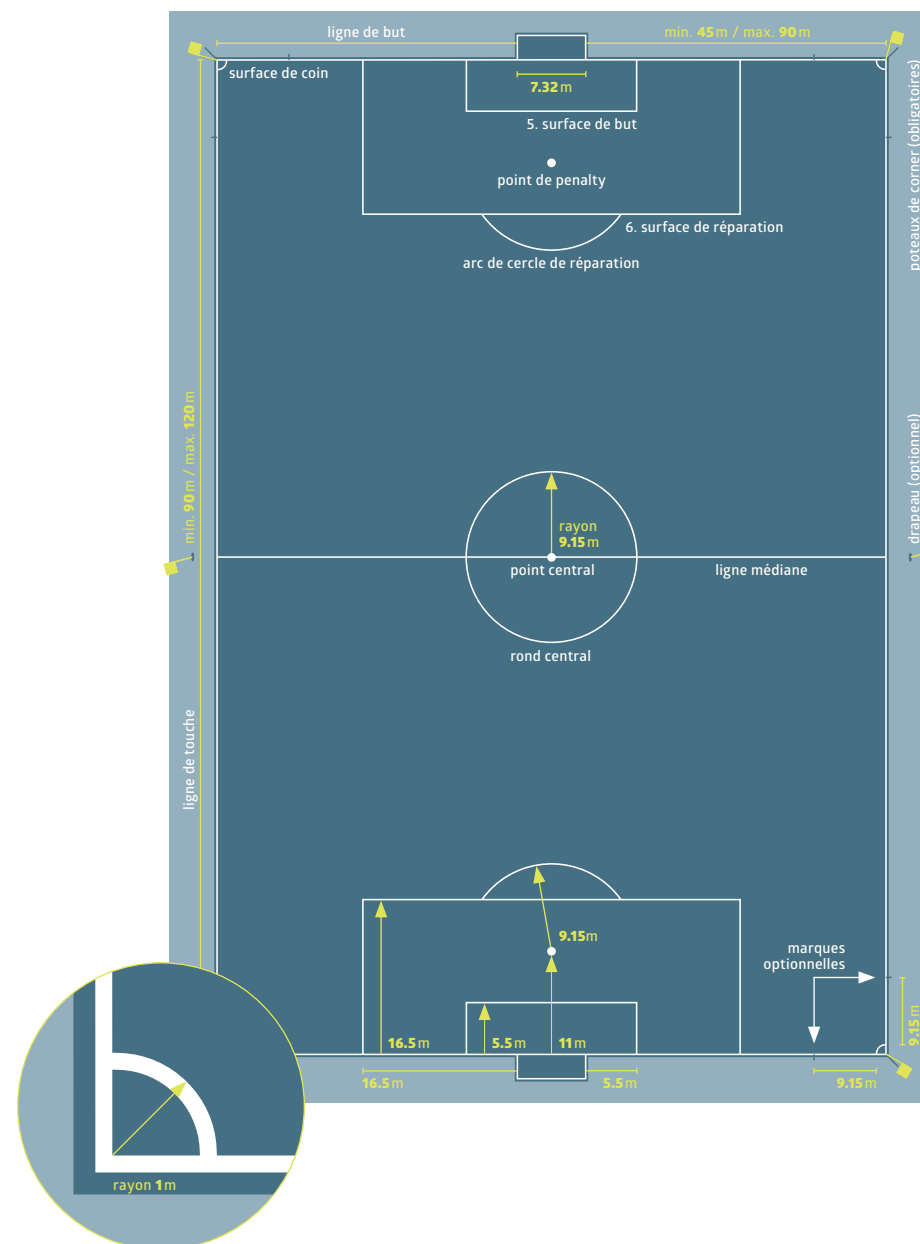 ligne de but
min. 45 m / max. 90 m
surface de coin
7.32 m
5. surface de but
point de penalty
6. surface de réparation
arc de cercle de réparation
poteaux de corner (obligatoires)
min. 90 m / max. 120 m
drapeau (optionnel)
rayon
9.15 m
point central
ligne médiane
rond central
ligne de touche
9.15 m
marques
optionnelles
9.15 m
16.5 m
5.5 m
11 m
16.5 m
5.5 m
9.15 m
rayon 1 m